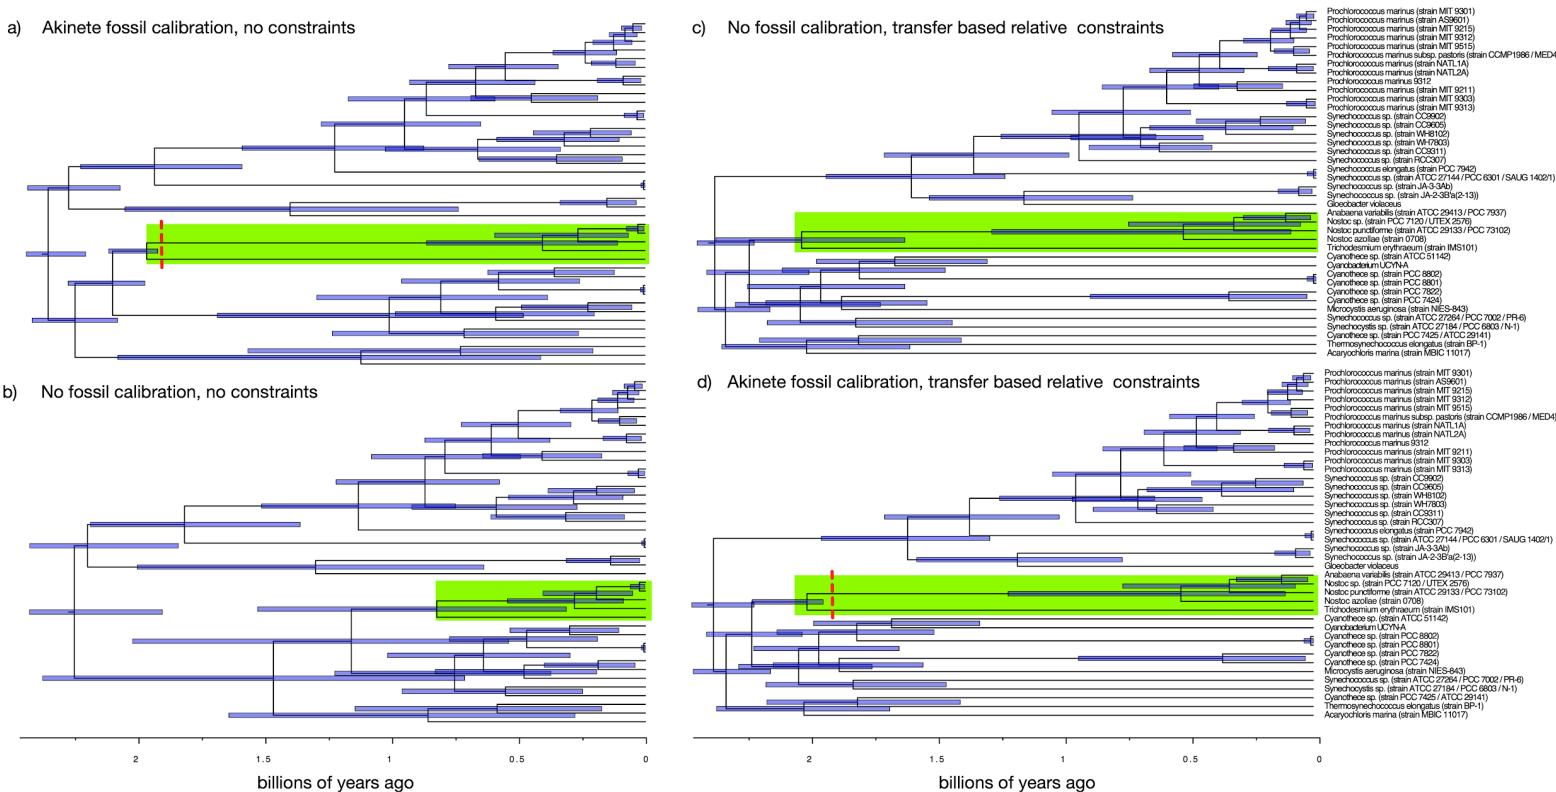 a) Akinete fossil calibration, no constraints
b) No fossil calibration, no constraints
2 1.5 1 0.5 0
billions of years ago
c) No fossil calibration, transfer based relative constraints
Prochlorococcus marinus (strain MIT 9301)
Prochlorococcus marinus (strain AS9601)
Prochlorococcus marinus (strain MIT 9215)
Prochlorococcus marinus (strain MIT 9312)
Prochlorococcus marinus (strain MIT 9515)
Prochlorococcus marinus subsp. pastoris (strain CCMP1986 / MED4
Prochlorococcus marinus (strain NATL1A)
Prochlorococcus marinus (strain NATL2A)
Prochlorococcus marinus 9312
Prochlorococcus marinus (strain MIT 9211)
Prochlorococcus marinus (strain MIT 9303)
Prochlorococcus marinus (strain MIT 9313)
Synechococcus sp. (strain CC9902)
Synechococcus sp. (strain CC9605)
Synechococcus sp. (strain WH8102)
Synechococcus sp. (strain WH7803)
Synechococcus sp. (strain CC9311)
Synechococcus sp. (strain RCC307)
Synechococcus elongatus (strain PCC 7942)
Synechococcus sp. (strain ATCC 27144 / PCC 6301 / SAUG 1402/1)
Synechococcus sp. (strain JA-3-3Ab)
Synechococcus sp. (strain JA-2-3B'a(2-13))
Gloeobacter violaceus
Anabaena variabilis (strain ATCC 29413 / PCC 7937)
Nostoc sp. (strain PCC 7120 / UTEX 2576)
Nostoc punctiforme (strain ATCC 29133 / PCC 73102)
Nostoc azollae (strain 0708)
Trichodesmium erythraeum (strain IMS101)
Cyanothece sp. (strain ATCC 51142)
Cyanobacterium UCYN-A
Cyanothece sp. (strain PCC 8802)
Cyanothece sp. (strain PCC 8801)
Cyanothece sp. (strain PCC 7822)
Cyanothece sp. (strain PCC 7424)
Microcystis aeruginosa (strain NIES-843)
Synechococcus sp. (strain ATCC 27264 / PCC 7002 / PR-6)
Synechocystis sp. (strain ATCC 27184 / PCC 6803 / N-1)
Cyanothece sp. (strain PCC 7425 / ATCC 29141)
Thermosynechococcus elongatus (strain BP-1)
Acaryochloris marina (strain MBIC 11017)
d) Akinete fossil calibration, transfer based relative constraints
Prochlorococcus marinus (strain MIT 9301)
Prochlorococcus marinus (strain AS9601)
Prochlorococcus marinus (strain MIT 9215)
Prochlorococcus marinus (strain MIT 9312)
Prochlorococcus marinus (strain MIT 9515)
Prochlorococcus marinus subsp. pastoris (strain CCMP1986 / MED4)
Prochlorococcus marinus (strain NATL1A)
Prochlorococcus marinus (strain NATL2A)
Prochlorococcus marinus 9312
Prochlorococcus marinus (strain MIT 9211)
Prochlorococcus marinus (strain MIT 9303)
Prochlorococcus marinus (strain MIT 9313)
Synechococcus sp. (strain CC9902)
Synechococcus sp. (strain CC9605)
Synechococcus sp. (strain WH8102)
Synechococcus sp. (strain WH7803)
Synechococcus sp. (strain CC9311)
Synechococcus sp. (strain RCC307)
Synechococcus elongatus (strain PCC 7942)
Synechococcus sp. (strain ATCC 27144 / PCC 6301 / SAUG 1402/1)
Synechococcus sp. (strain JA-3-3Ab)
Synechococcus sp. (strain JA-2-3B'a(2-13))
Gloeobacter violaceus
Anabaena variabilis (strain ATCC 29413 / PCC 7937)
Nostoc sp. (strain PCC 7120 / UTEX 2576)
Nostoc punctiforme (strain ATCC 29133 / PCC 73102)
Nostoc azollae (strain 0708)
Trichodesmium erythraeum (strain IMS101)
Cyanothece sp. (strain ATCC 51142)
Cyanobacterium UCYN-A
Cyanothece sp. (strain PCC 8802)
Cyanothece sp. (strain PCC 8801)
Cyanothece sp. (strain PCC 7822)
Cyanothece sp. (strain PCC 7424)
Microcystis aeruginosa (strain NIES-843)
Synechococcus sp. (strain ATCC 27264 / PCC 7002 / PR-6)
Synechocystis sp. (strain ATCC 27184 / PCC 6803 / N-1)
Cyanothece sp. (strain PCC 7425 / ATCC 29141)
Thermosynechococcus elongatus (strain BP-1)
Acaryochloris marina (strain MBIC 11017)
2 1.5 1 0.5 0
billions of years ago